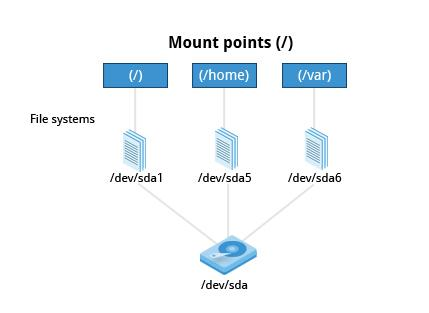 Mount points (/)
(/) (/home) (/var)
File systems
/dev/sda1 /dev/sda5 /dev/sda6
/dev/sda